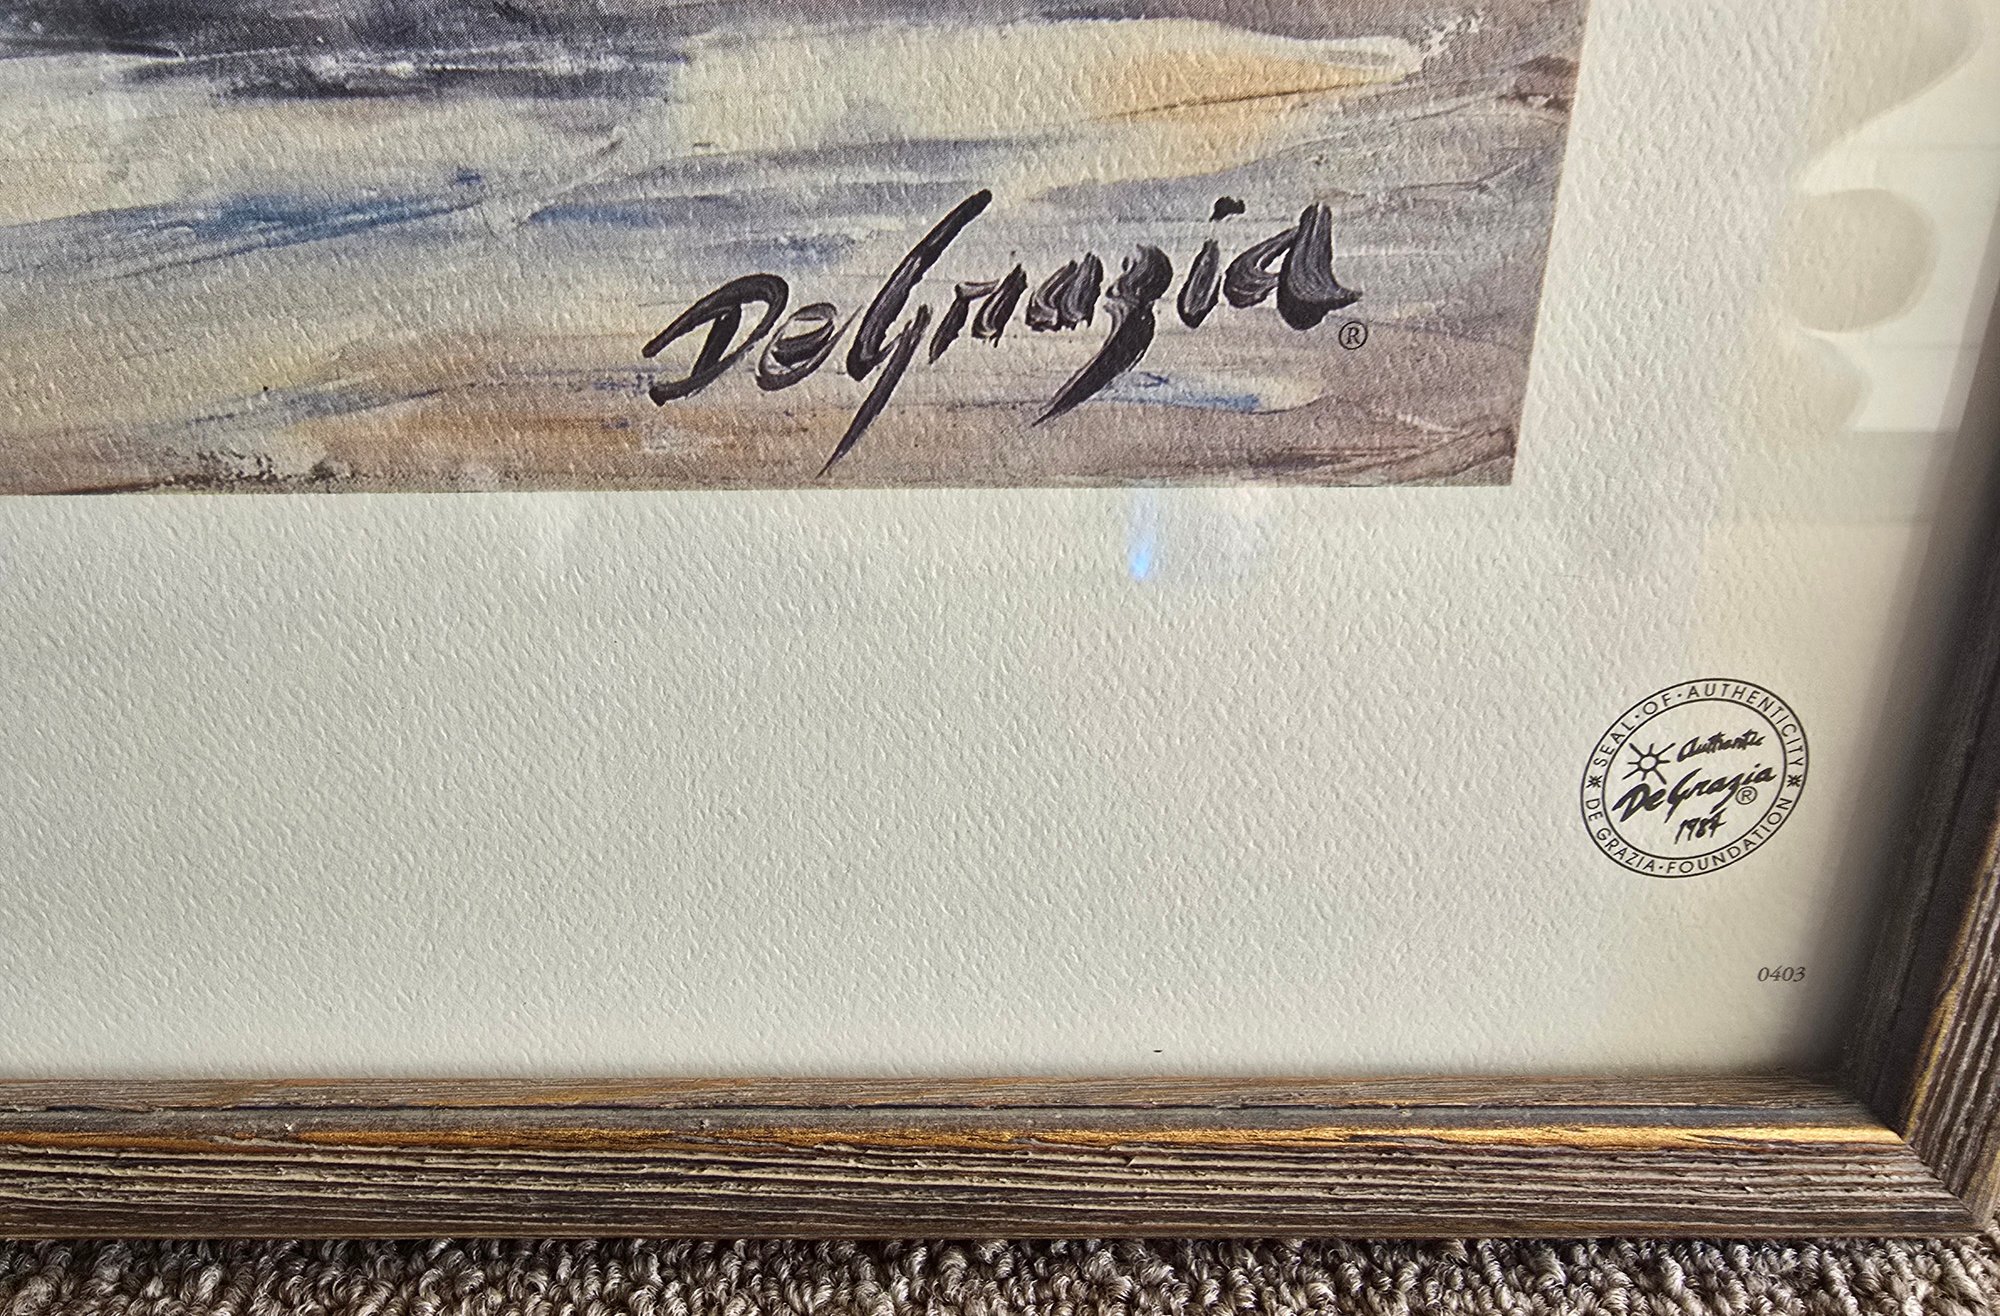 DeGrazia®
SEAL·OF·AUTHENTICITY
Authentic
DeGrazia®
1984
DE GRAZIA·FOUNDATION
0403